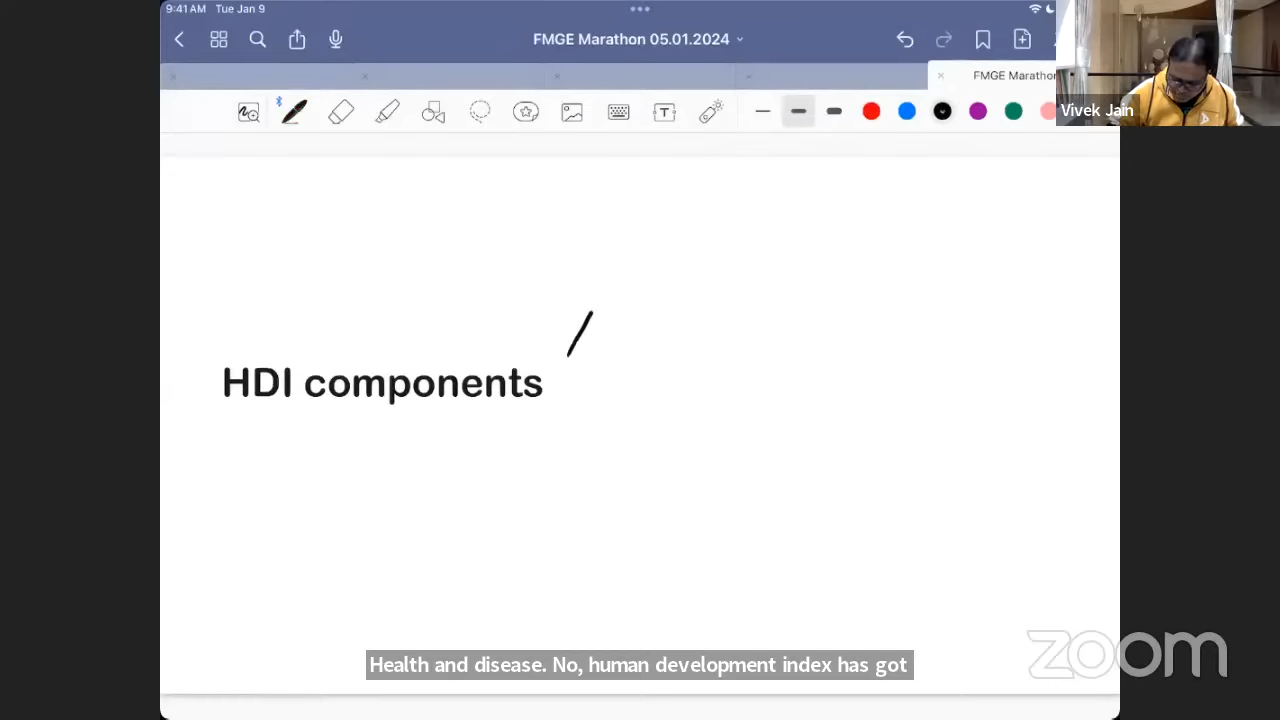 9:41 AM Tue Jan 9
FMGE Marathon 05.01.2024
FMGE Marathon
T
Vivek Jain
HDI components
Health and disease. No, human development index has got
zoom